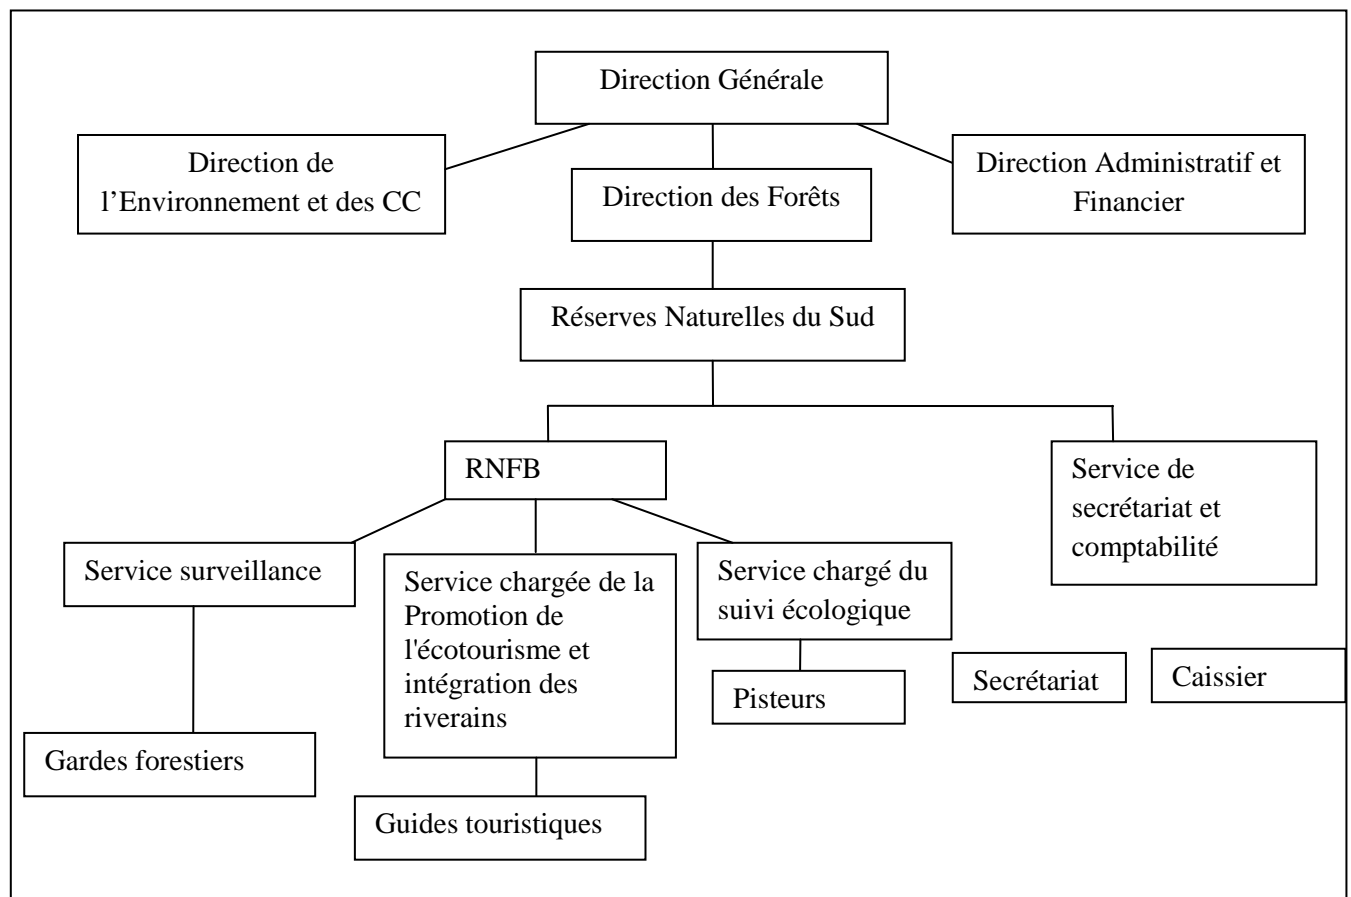 Direction Générale
Direction de
l’Environnement et des CC
Direction des Forêts
Direction Administratif et
Financier
Réserves Naturelles du Sud
RNFB
Service de
secrétariat et
comptabilité
Service surveillance
Service chargée de la
Promotion de
l'écotourisme et
intégration des
riverains
Service chargé du
suivi écologique
Secrétariat
Caissier
Pisteurs
Gardes forestiers
Guides touristiques